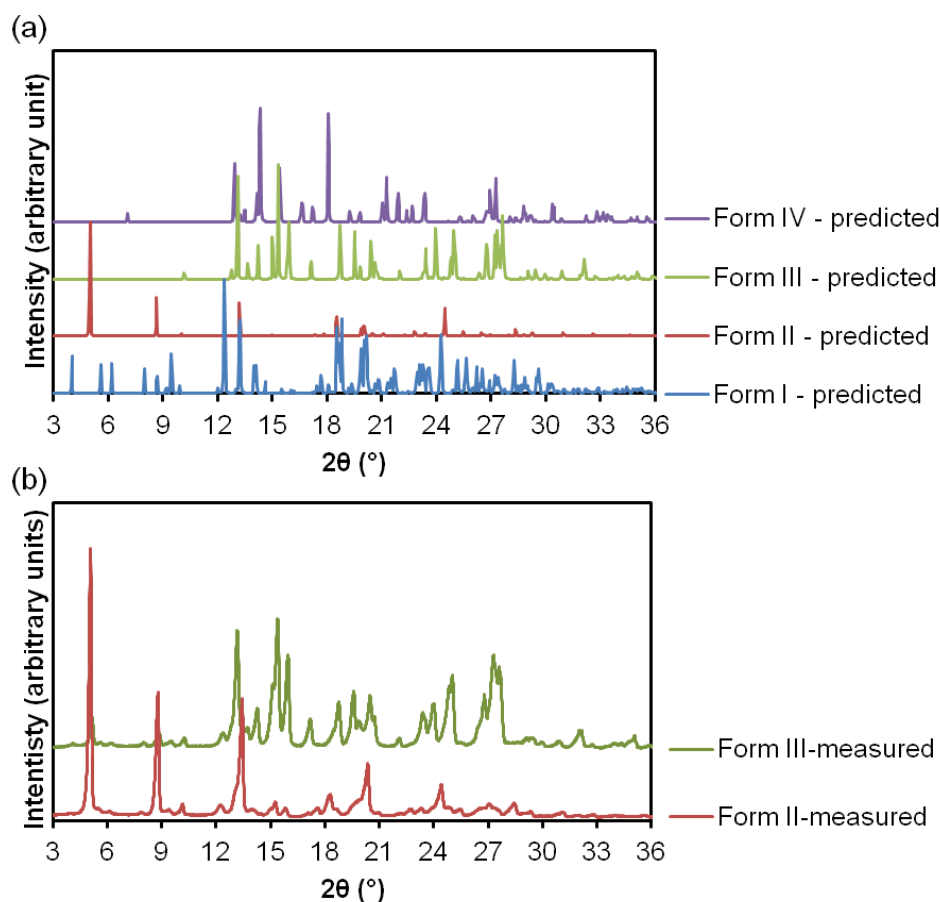 (a)
Intensity (arbitrary unit)
Form IV - predicted
Form III - predicted
Form II - predicted
Form I - predicted
3 6 9 12 15 18 21 24 27 30 33 36
2θ (°)
(b)
Intentisty (arbitrary units)
Form III-measured
Form II-measured
3 6 9 12 15 18 21 24 27 30 33 36
2θ (°)